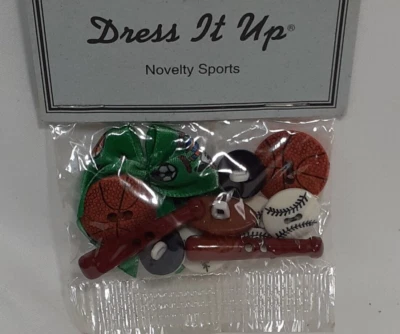 Dress It Up®
Novelty Sports